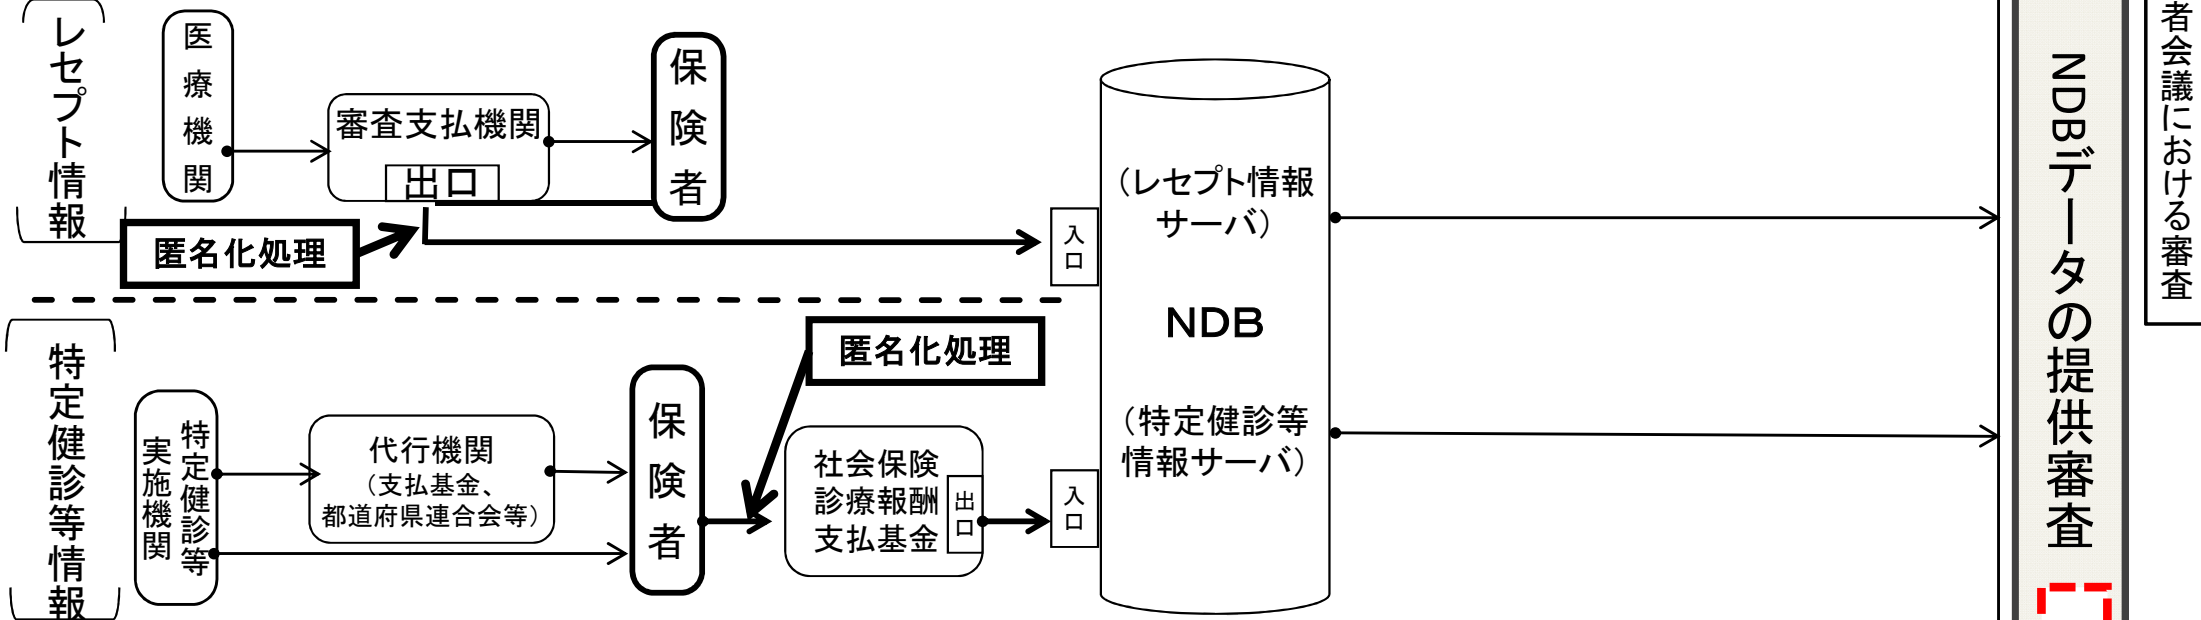 レセプト情報
医療機関
審査支払機関
出口
保険者
匿名化処理
入口
（レセプト情報
サーバ）
NDB
（特定健診等
情報サーバ）
特定健診等情報
特定健診等
実施機関
代行機関
（支払基金、
都道府県連合会等）
保険者
匿名化処理
社会保険
診療報酬
支払基金
出口
入口
NDBデータの提供審査
者会議における審査